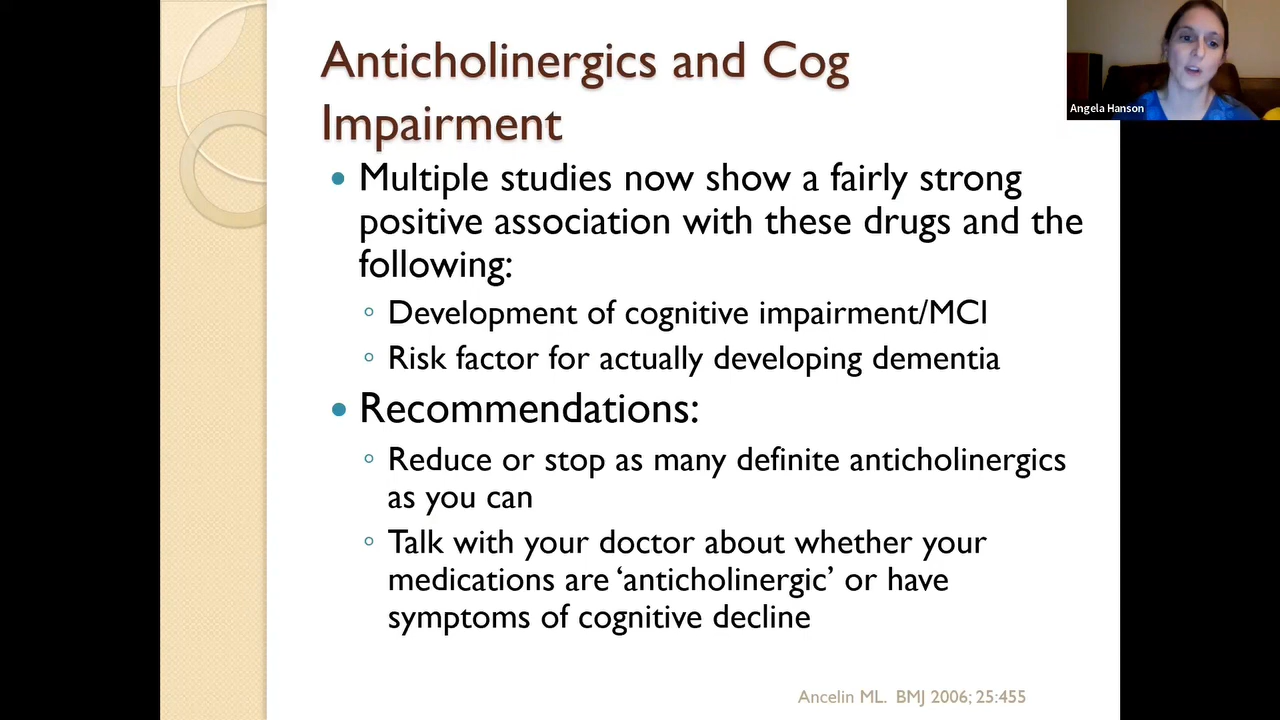 Anticholinergics and Cog
Impairment
Angela Hanson
• Multiple studies now show a fairly strong
positive association with these drugs and the
following:
◦ Development of cognitive impairment/MCI
◦ Risk factor for actually developing dementia
• Recommendations:
◦ Reduce or stop as many definite anticholinergics
as you can
◦ Talk with your doctor about whether your
medications are ‘anticholinergic’ or have
symptoms of cognitive decline
Ancelin ML. BMJ 2006; 25:455